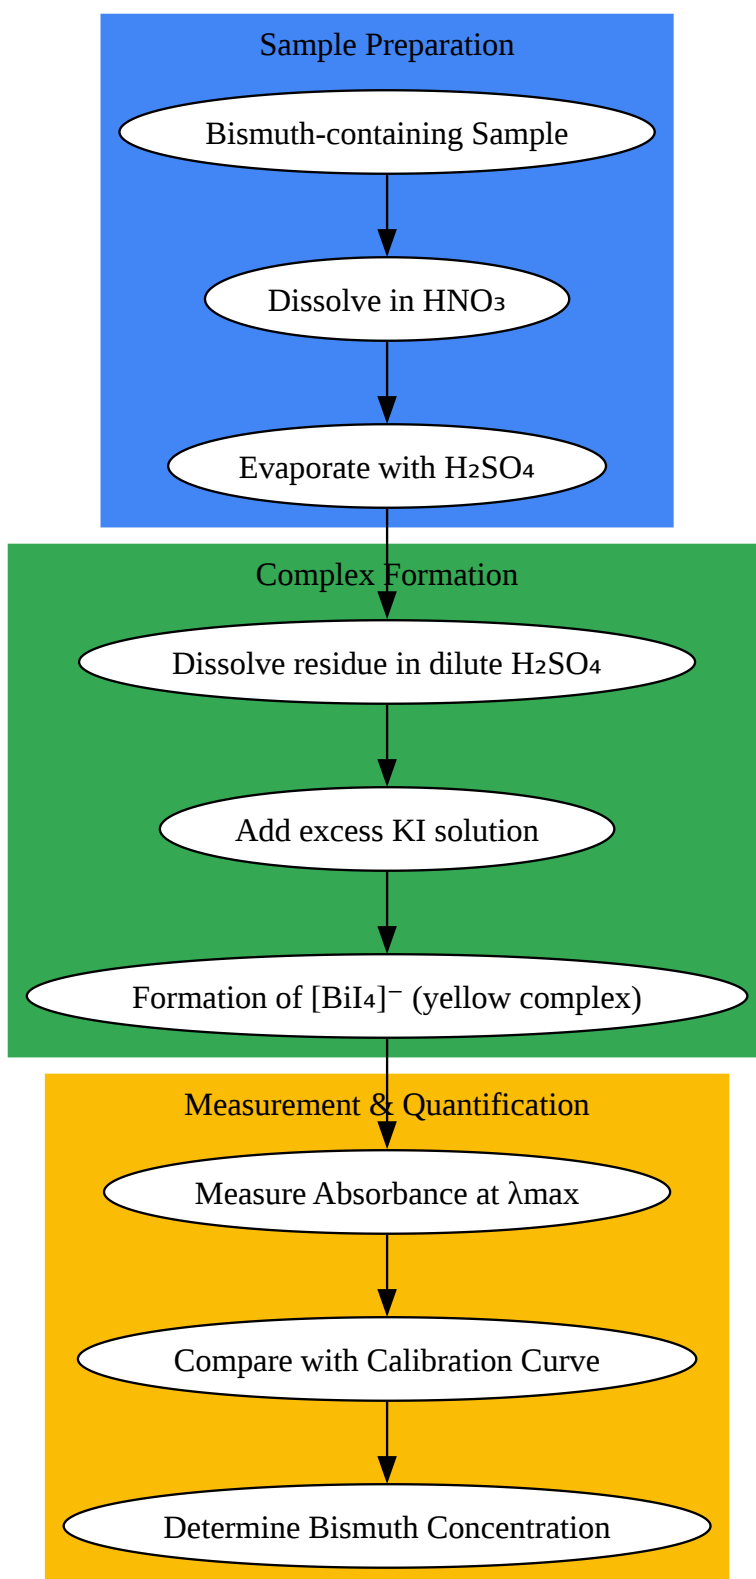 Sample Preparation
Bismuth-containing Sample
Dissolve in HNO₃
Evaporate with H₂SO₄
Complex Formation
Dissolve residue in dilute H₂SO₄
Add excess KI solution
Formation of [BiI₄]⁻ (yellow complex)
Measurement & Quantification
Measure Absorbance at λmax
Compare with Calibration Curve
Determine Bismuth Concentration